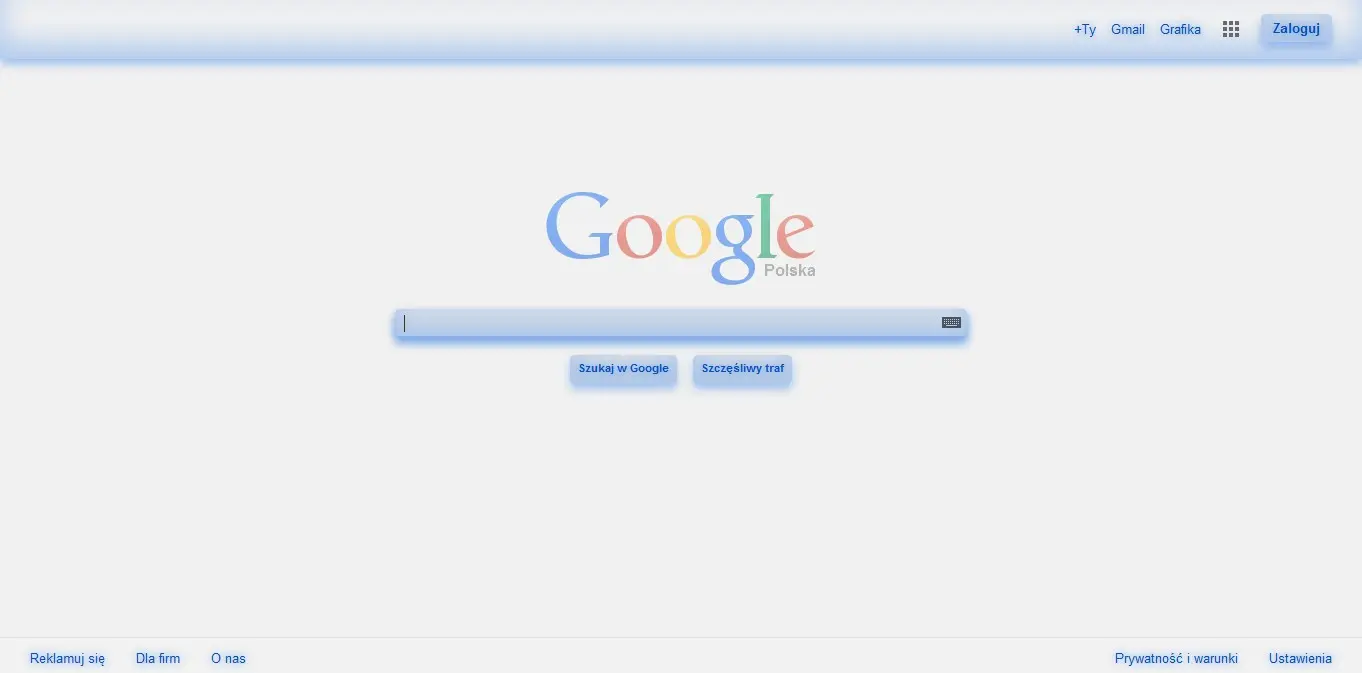 +Ty Gmail Grafika Zaloguj
Google
Polska
Szukaj w Google Szczęśliwy traf
Reklamuj się Dla firm O nas Prywatność i warunki Ustawienia